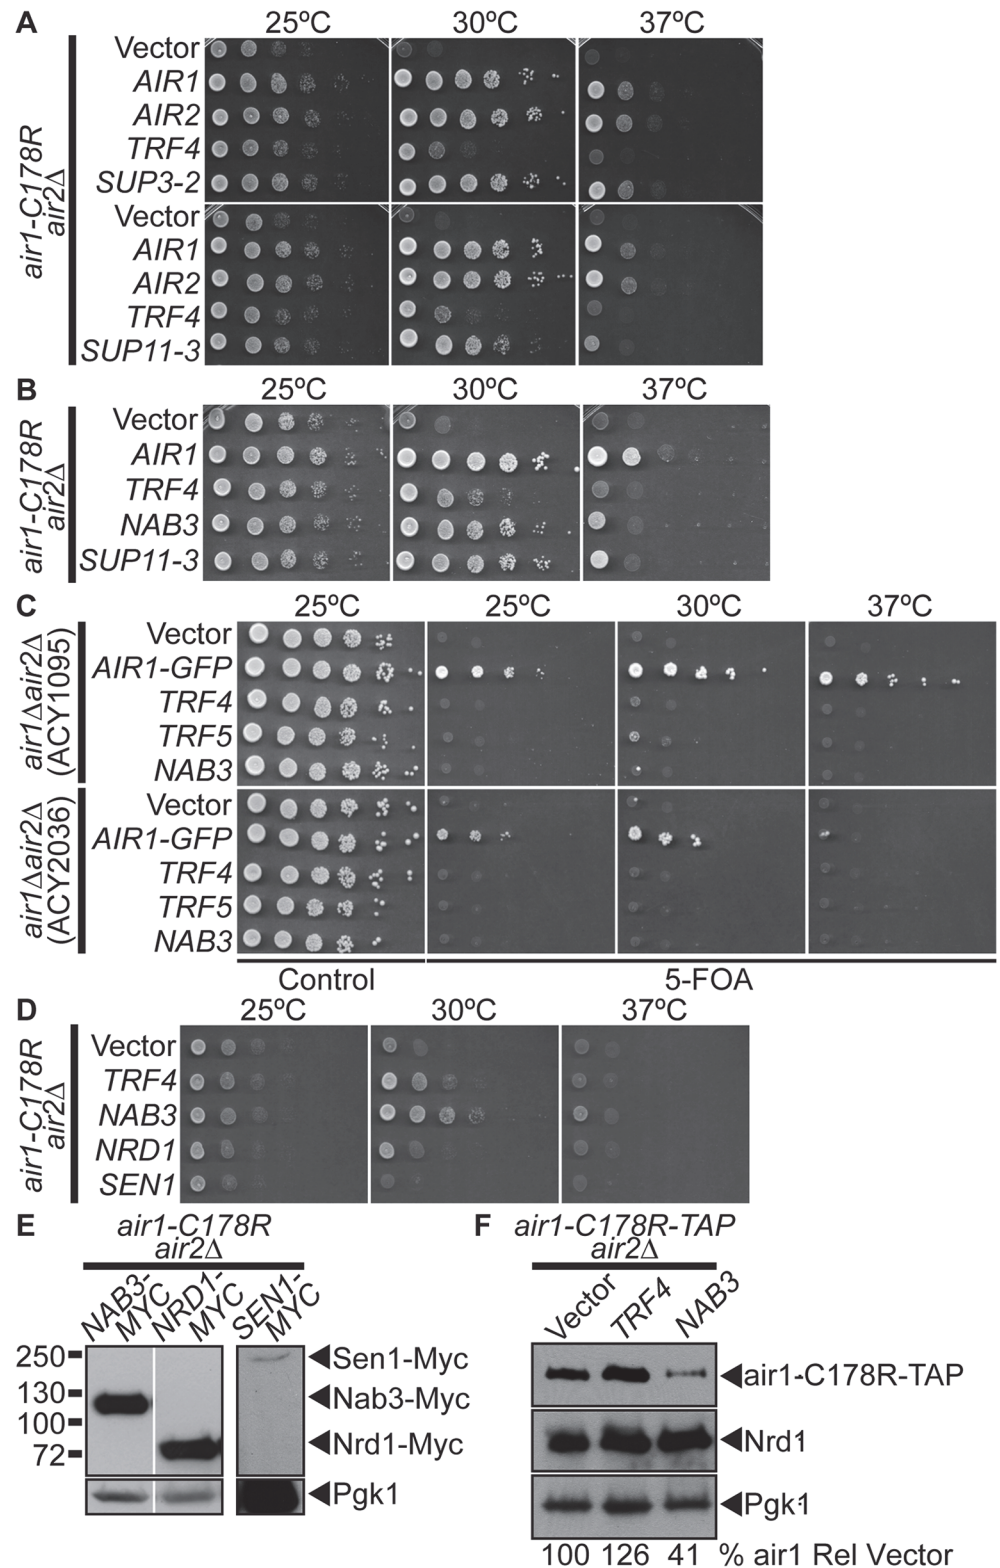 A
25ºC 30ºC 37ºC
air1-C178R
air2Δ
Vector
AIR1
AIR2
TRF4
SUP3-2
Vector
AIR1
AIR2
TRF4
SUP11-3
B
25ºC 30ºC 37ºC
air1-C178R
air2Δ
Vector
AIR1
TRF4
NAB3
SUP11-3
C
25ºC 25ºC 30ºC 37ºC
air1Δair2Δ
(ACY1095)
Vector
AIR1-GFP
TRF4
TRF5
NAB3
air1Δair2Δ
(ACY2036)
Vector
AIR1-GFP
TRF4
TRF5
NAB3
Control 5-FOA
D
25ºC 30ºC 37ºC
air1-C178R
air2Δ
Vector
TRF4
NAB3
NRD1
SEN1
E
air1-C178R
air2Δ
NAB3-
MYC
NRD1-
MYC
SEN1-
MYC
250
130
100
72
Sen1-Myc
Nab3-Myc
Nrd1-Myc
Pgk1
F
air1-C178R-TAP
air2Δ
Vector
TRF4
NAB3
air1-C178R-TAP
Nrd1
Pgk1
100 126 41 % air1 Rel Vector